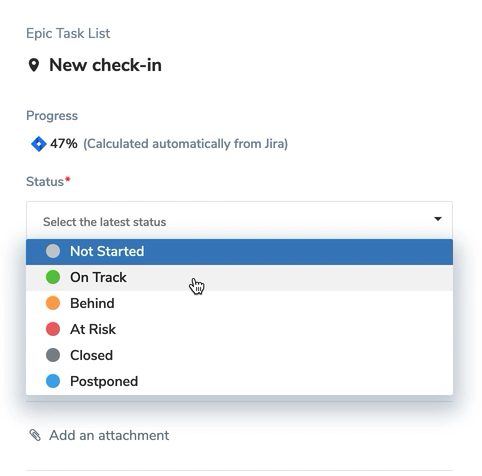 Epic Task List
New check-in
Progress
47% (Calculated automatically from Jira)
Status*
Select the latest status
Not Started
On Track
Behind
At Risk
Closed
Postponed
Add an attachment